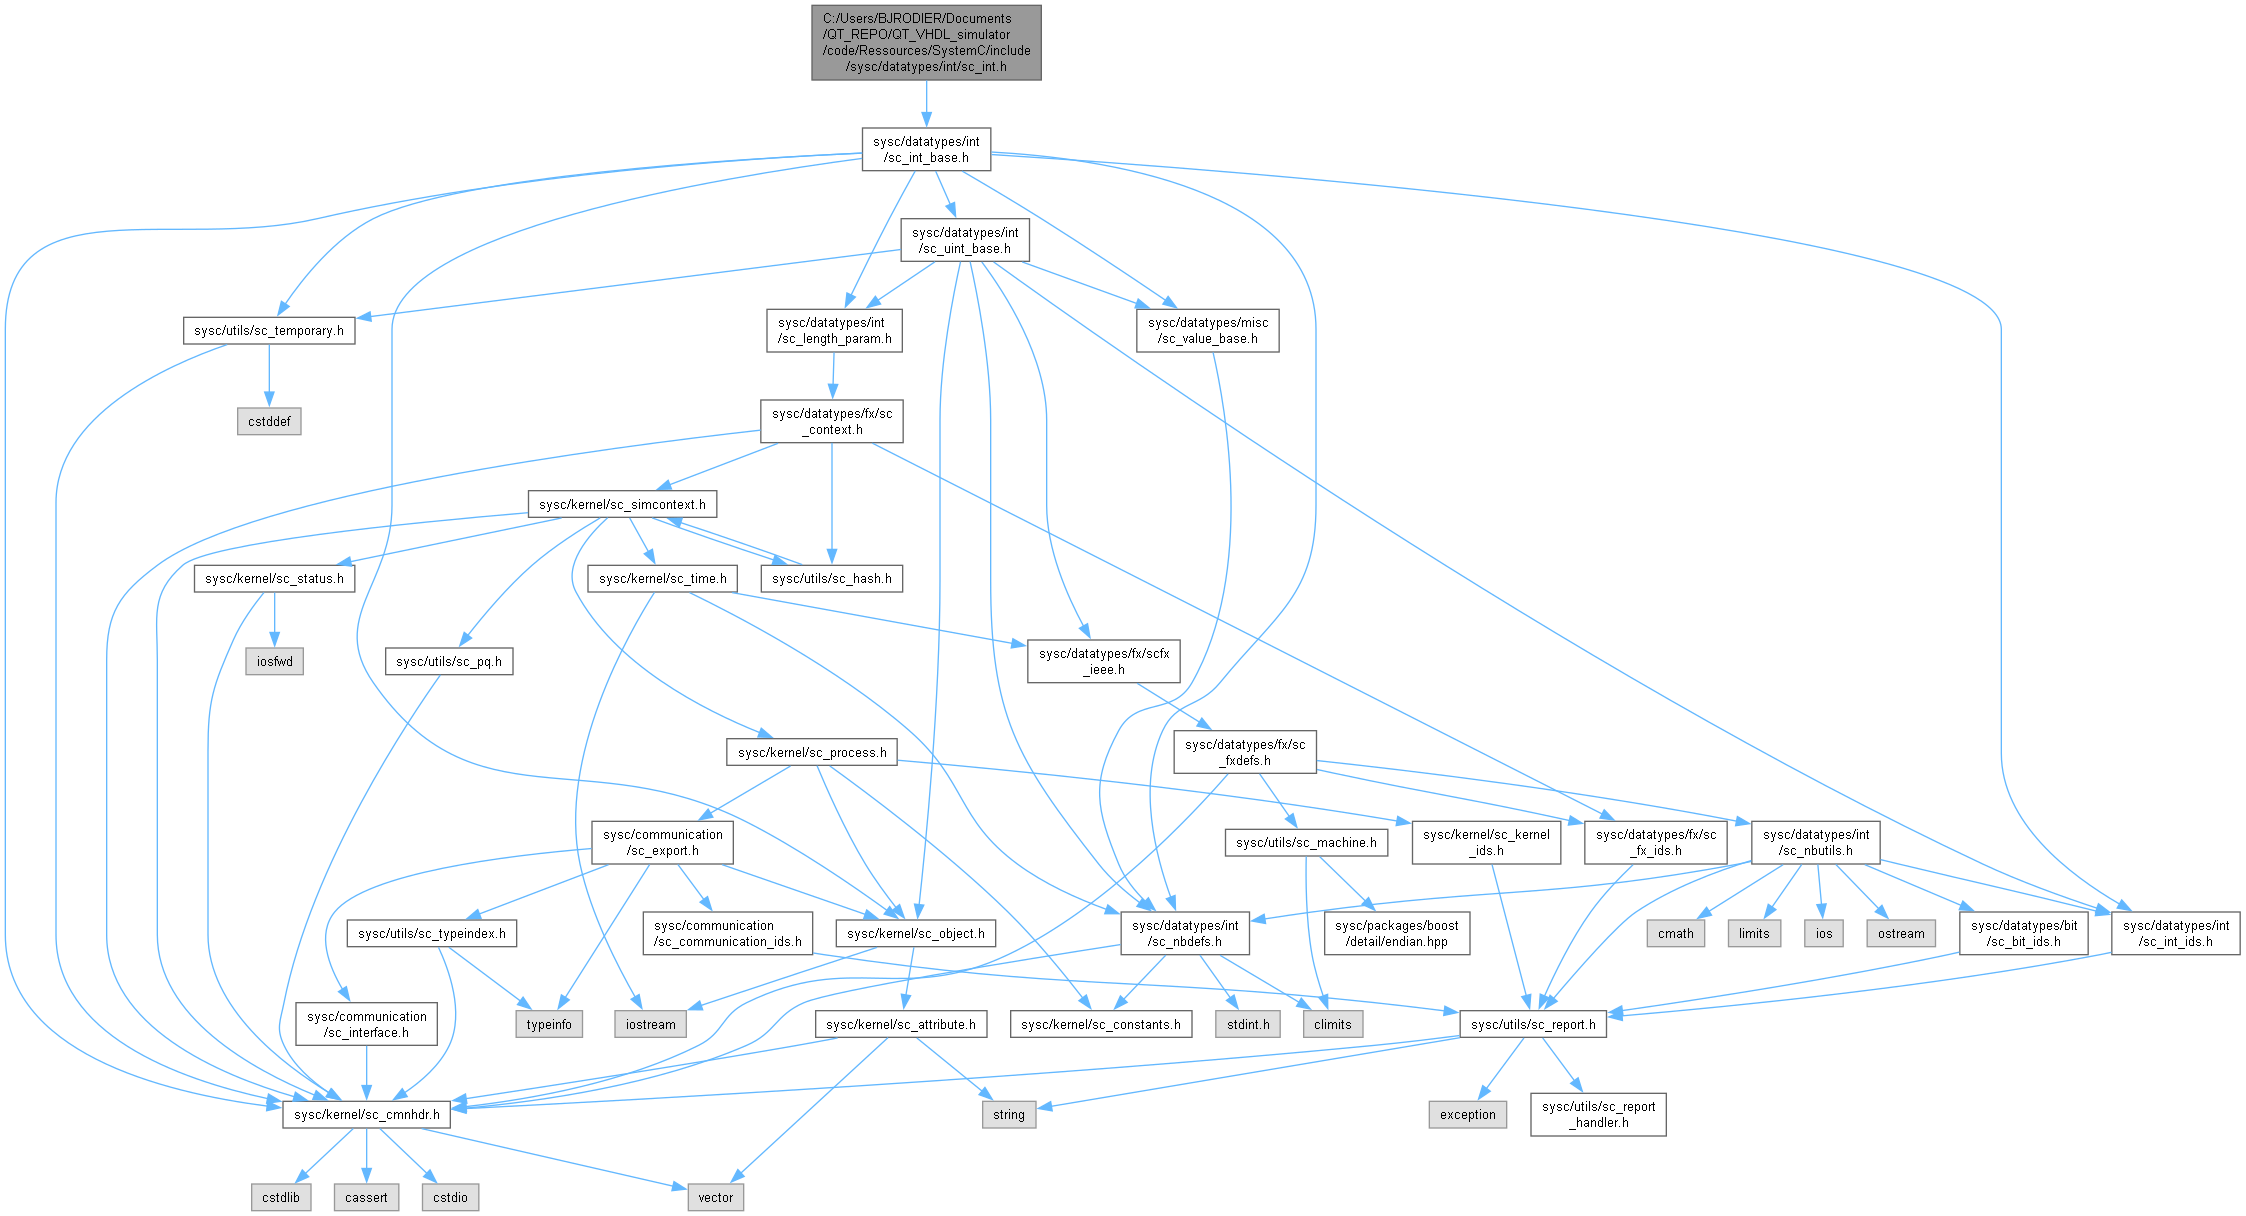 C:/Users/BJRODIER/Documents
/QT_REPO/QT_VHDL_simulator
/code/Ressources/SystemC/include
/sysc/datatypes/int/sc_int.h
sysc/datatypes/int
/sc_int_base.h
sysc/datatypes/int
/sc_uint_base.h
sysc/utils/sc_temporary.h
sysc/datatypes/int
/sc_length_param.h
sysc/datatypes/misc
/sc_value_base.h
cstddef
sysc/datatypes/fx/sc
_context.h
sysc/kernel/sc_simcontext.h
sysc/kernel/sc_status.h
sysc/kernel/sc_time.h
sysc/utils/sc_hash.h
iosfwd
sysc/utils/sc_pq.h
sysc/datatypes/fx/scfx
_ieee.h
sysc/kernel/sc_process.h
sysc/datatypes/fx/sc
_fxdefs.h
sysc/communication
/sc_export.h
sysc/utils/sc_machine.h
sysc/kernel/sc_kernel
_ids.h
sysc/datatypes/fx/sc
_fx_ids.h
sysc/datatypes/int
/sc_nbutils.h
sysc/utils/sc_typeindex.h
sysc/communication
/sc_communication_ids.h
sysc/kernel/sc_object.h
sysc/datatypes/int
/sc_nbdefs.h
sysc/packages/boost
/detail/endian.hpp
cmath
limits
ios
ostream
sysc/datatypes/bit
/sc_bit_ids.h
sysc/datatypes/int
/sc_int_ids.h
sysc/communication
/sc_interface.h
typeinfo
iostream
sysc/kernel/sc_attribute.h
sysc/kernel/sc_constants.h
stdint.h
climits
sysc/utils/sc_report.h
sysc/kernel/sc_cmnhdr.h
string
exception
sysc/utils/sc_report
_handler.h
cstdlib
cassert
cstdio
vector